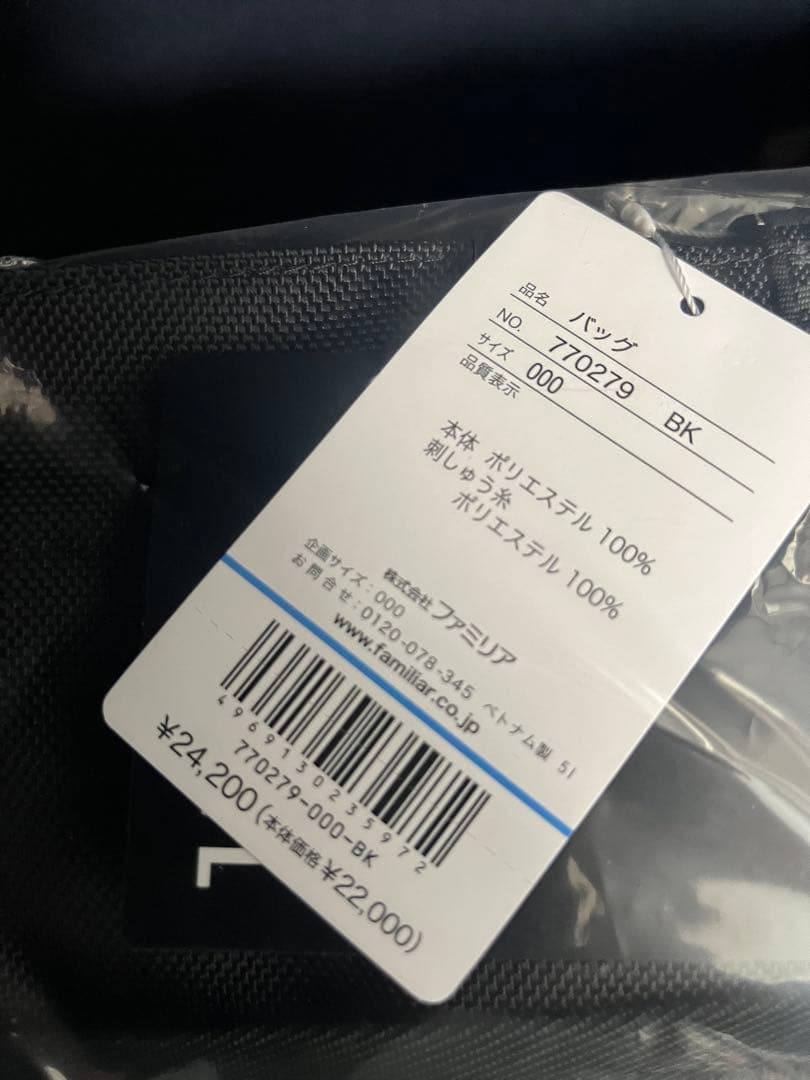 品名 バッグ
NO. 770279 BK
サイズ 000
品質表示
本体 ポリエステル 100%
刺しゅう糸
ポリエステル 100%
株式会社 ファミリア
企画サイズ:000
お問合せ:0120-078-345 ベトナム製 51
www.familiar.co.jp
4969130235972
770279-000-BK
¥24,200(本体価格 ¥22,000)